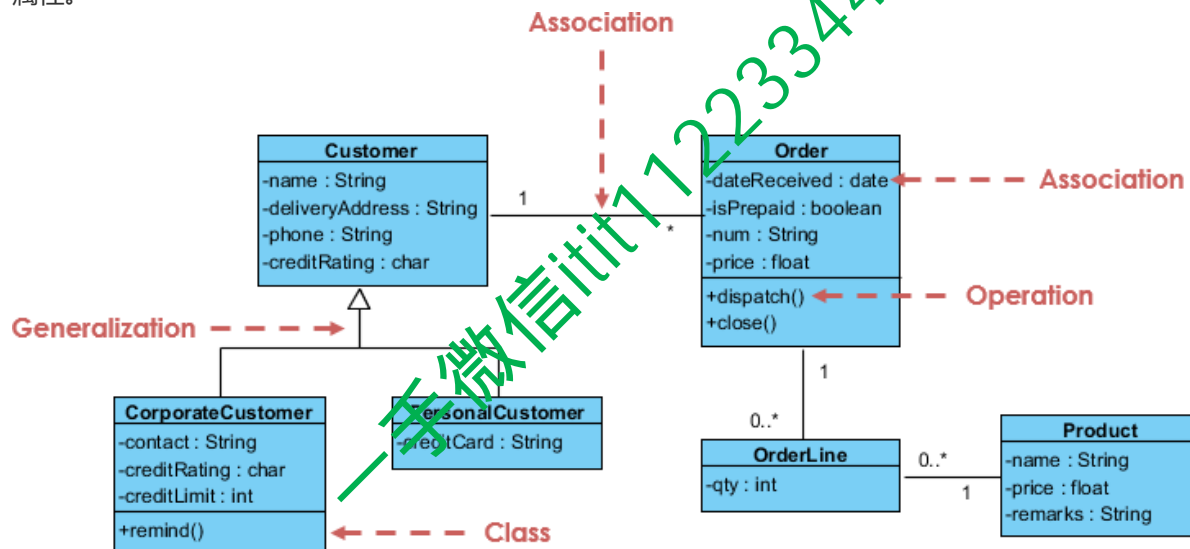 属性。
Association
Customer
-name : String
-deliveryAddress : String
-phone : String
-creditRating : char
1
*
Order
-dateReceived : date
-isPrepaid : boolean
-num : String
-price : float
+dispatch()
+close()
Association
Operation
Generalization
CorporateCustomer
-contact : String
-creditRating : char
-creditLimit : int
+remind()
Class
PersonalCustomer
-creditCard : String
1
0..*
OrderLine
-qty : int
0..*
1
Product
-name : String
-price : float
-remarks : String
一手微信itit11223344